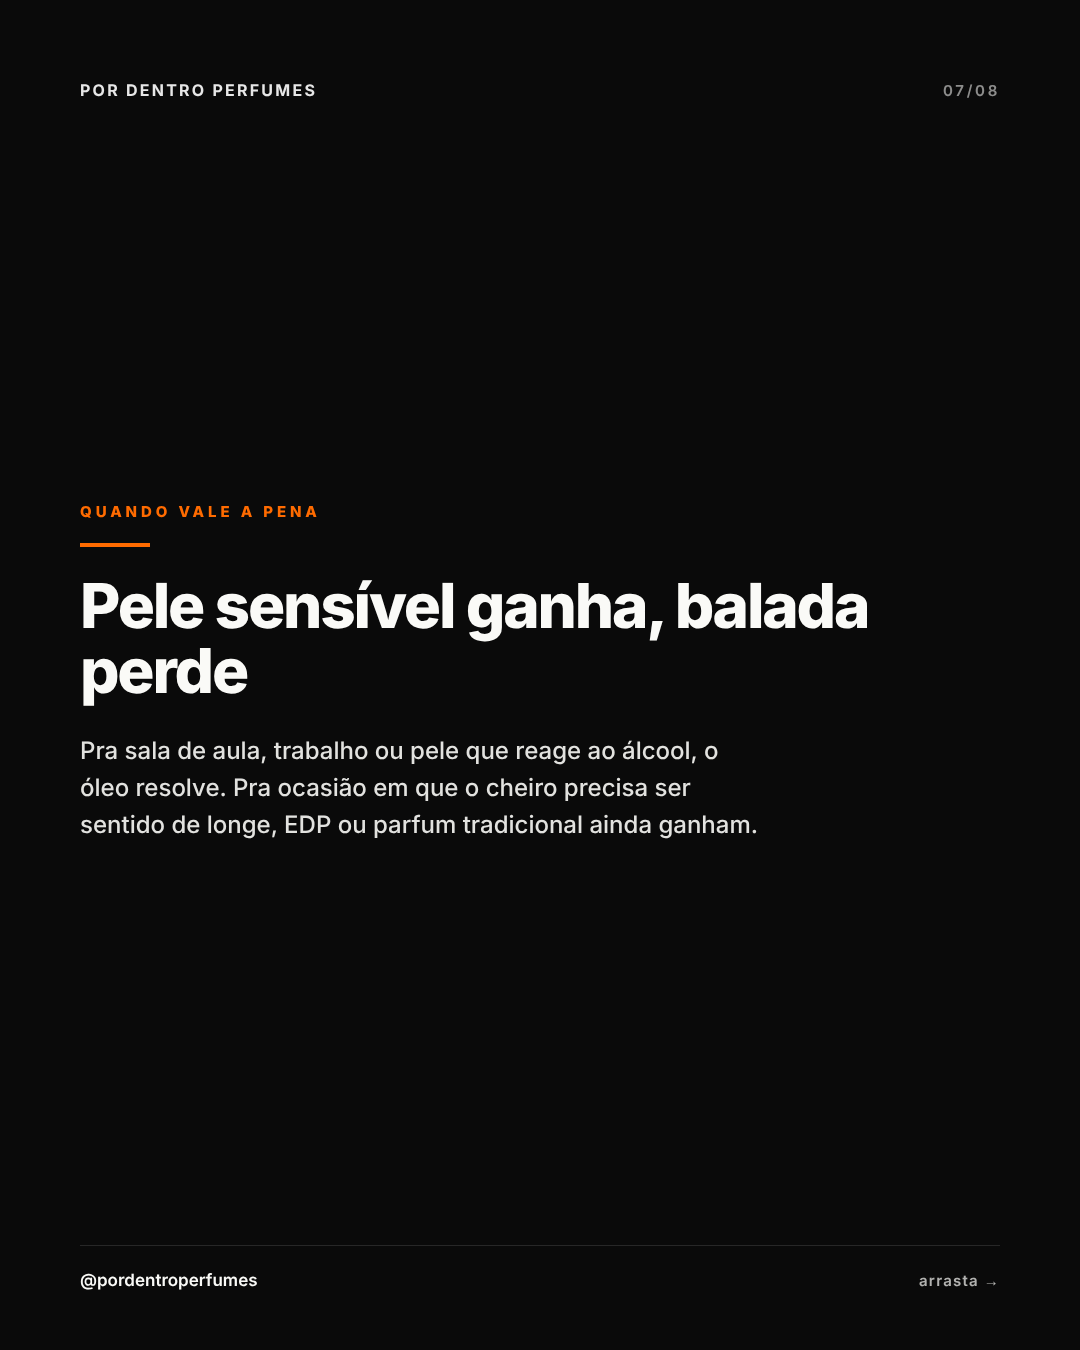 POR DENTRO PERFUMES
07/08
QUANDO VALE A PENA
Pele sensível ganha, balada
perde
Pra sala de aula, trabalho ou pele que reage ao álcool, o
óleo resolve. Pra ocasião em que o cheiro precisa ser
sentido de longe, EDP ou parfum tradicional ainda ganham.
@pordentroperfumes
arrasta →